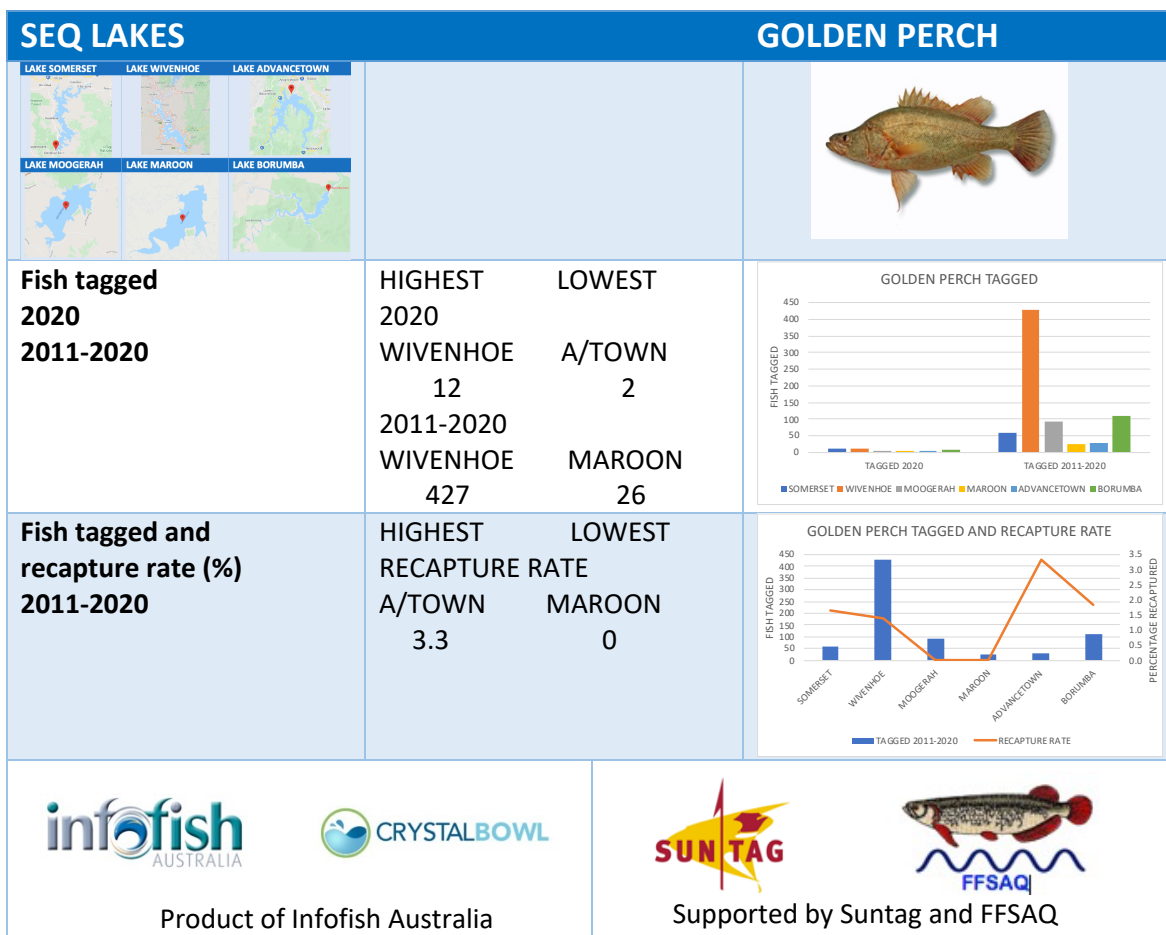 SEQ LAKES GOLDEN PERCH
LAKE SOMERSET LAKE WIVENHOE LAKE ADVANCETOWN
LAKE MOOGERAH LAKE MAROON LAKE BORUMBA
Fish tagged
2020
2011-2020
HIGHEST LOWEST
2020
WIVENHOE A/TOWN
12 2
2011-2020
WIVENHOE MAROON
427 26
GOLDEN PERCH TAGGED
FISH TAGGED
450
400
350
300
250
200
150
100
50
0
TAGGED 2020 TAGGED 2011-2020
SOMERSET WIVENHOE MOOGERAH MAROON ADVANCETOWN BORUMBA
Fish tagged and
recapture rate (%)
2011-2020
HIGHEST LOWEST
RECAPTURE RATE
A/TOWN MAROON
3.3 0
GOLDEN PERCH TAGGED AND RECAPTURE RATE
FISH TAGGED
450
400
350
300
250
200
150
100
50
0
3.5
3.0
2.5
2.0
1.5
1.0
0.5
0.0
PERCENTAGE RECAPTURED
SOMERSET
WIVENHOE
MOOGERAH
MAROON
ADVANCETOWN
BORUMBA
TAGGED 2011-2020 RECAPTURE RATE
infofish
AUSTRALIA
CRYSTALBOWL
Product of Infofish Australia
SUNTAG
FFSAQ
Supported by Suntag and FFSAQ